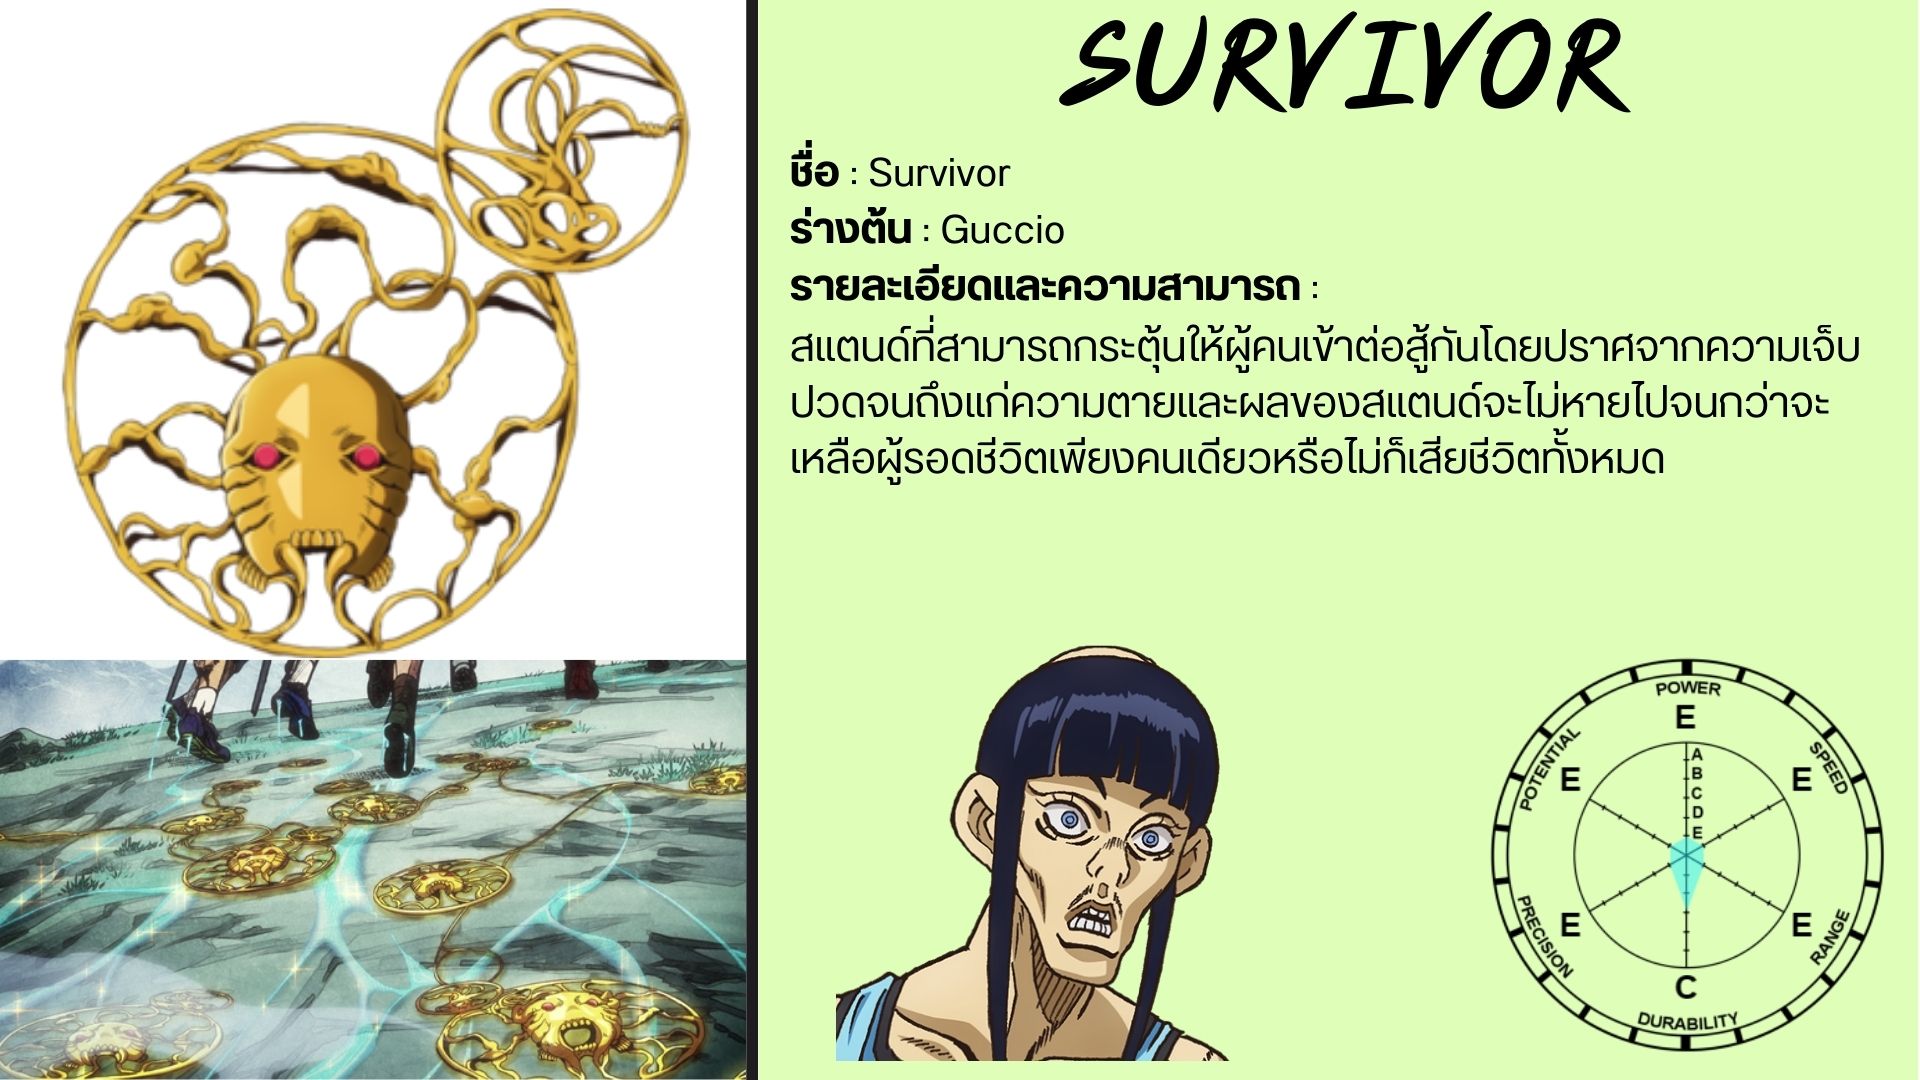 SURVIVOR
ชื่อ : Survivor
ร่างต้น : Guccio
รายละเอียดและความสามารถ :
สแตนด์ที่สามารถกระตุ้นให้ผู้คนเข้าต่อสู้กันโดยปราศจากความเจ็บ
ปวดจนถึงแก่ความตายและผลของสแตนด์จะไม่หายไปจนกว่าจะ
เหลือผู้รอดชีวิตเพียงคนเดียวหรือไม่ก็เสียชีวิตทั้งหมด
POWER
E
SPEED
E
RANGE
E
DURABILITY
C
PRECISION
E
POTENTIAL
E
A
B
C
D
E